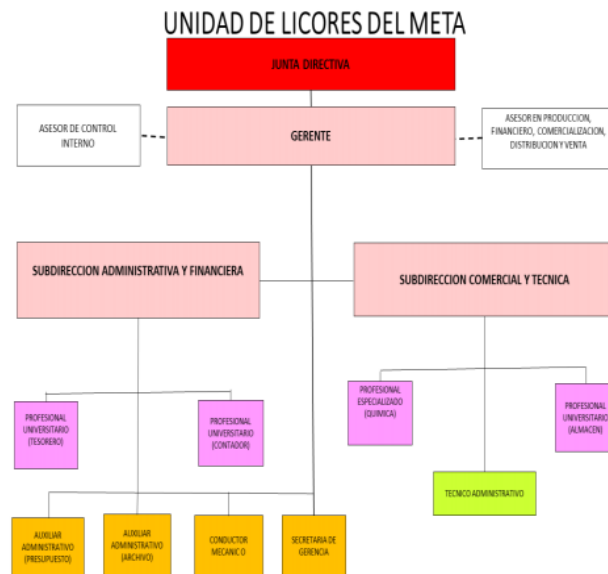 UNIDAD DE LICORES DEL META
JUNTA DIRECTIVA
ASESOR DE CONTROL
INTERNO
GERENTE
ASESOR EN PRODUCCION,
FINANCIERO, COMERCIALIZACION,
DISTRIBUCION Y VENTA
SUBDIRECCION ADMINISTRATIVA Y FINANCIERA
SUBDIRECCION COMERCIAL Y TECNICA
PROFESIONAL
UNIVERSITARIO
(TESORERO)
PROFESIONAL
UNIVERSITARIO
(CONTADOR)
PROFESIONAL
ESPECIALIZADO
(QUIMICA)
PROFESIONAL
UNIVERSITARIO
(ALMACEN)
TECNICO ADMINISTRATIVO
AUXILIAR
ADMINISTRATIVO
(PRESUPUESTO)
AUXILIAR
ADMINISTRATIVO
(ARCHIVO)
CONDUCTOR
MECANICO
SECRETARIA DE
GERENCIA